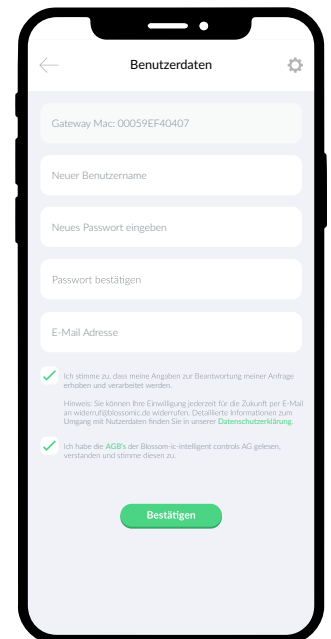 Benutzerdaten
Gateway Mac: 00059EF40407
Neuer Benutzername
Neues Passwort eingeben
Passwort bestätigen
E-Mail Adresse
Ich stimme zu, dass meine Angaben zur Beantwortung meiner Anfrage
erhoben und verarbeitet werden.
Hinweis: Sie können Ihre Einwilligung jederzeit für die Zukunft per E-Mail
an widerruf@blossomic.de widerrufen. Detaillierte Informationen zum
Umgang mit Nutzerdaten finden Sie in unserer Datenschutzerklärung.
Ich habe die AGB's der Blossom-ic-intelligent controls AG gelesen,
verstanden und stimme diesen zu.
Bestätigen